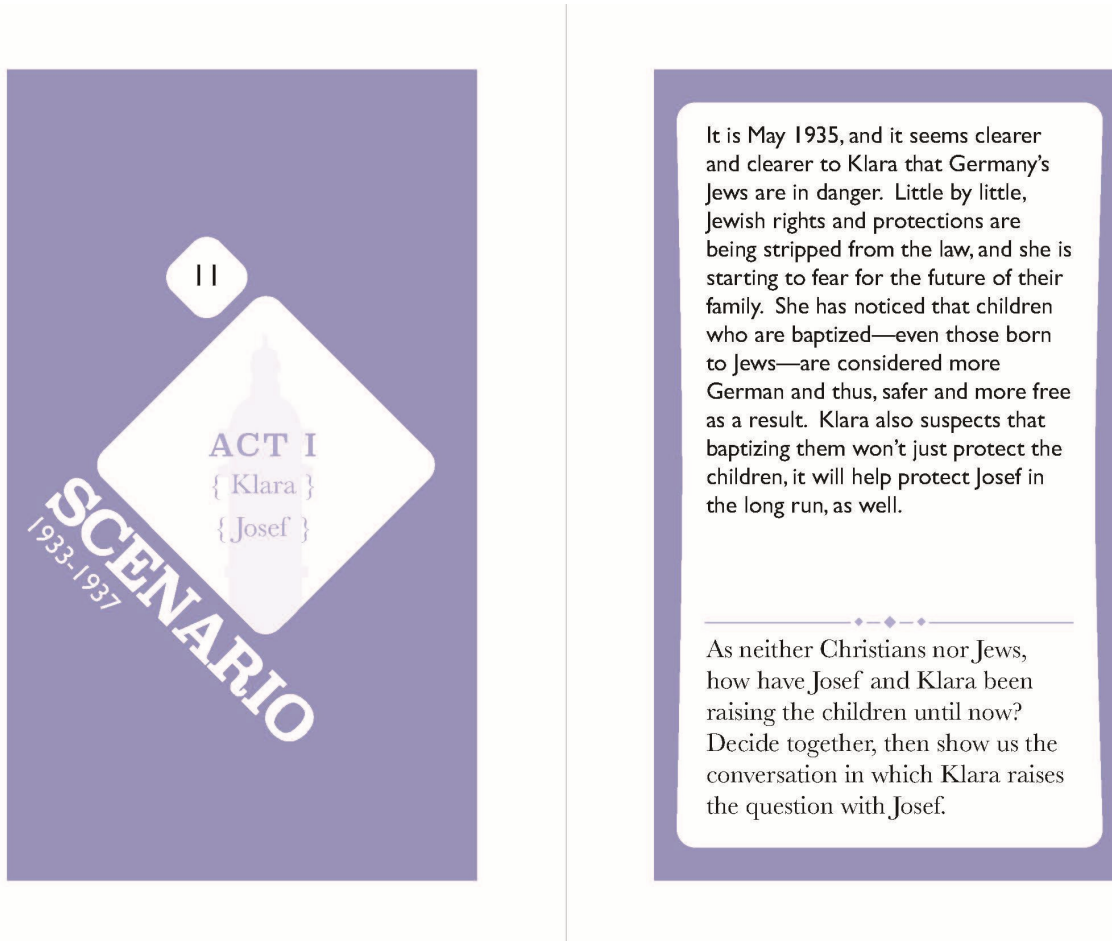 11
ACT I
{ Klara }
{ Josef }
SCENARIO
1933-1937
It is May 1935, and it seems clearer
and clearer to Klara that Germany’s
Jews are in danger.  Little by little,
Jewish rights and protections are
being stripped from the law, and she is
starting to fear for the future of their
family.  She has noticed that children
who are baptized—even those born
to Jews—are considered more
German and thus, safer and more free
as a result.  Klara also suspects that
baptizing them won’t just protect the
children, it will help protect Josef in
the long run, as well.
As neither Christians nor Jews,
how have Josef and Klara been
raising the children until now?
Decide together, then show us the
conversation in which Klara raises
the question with Josef.